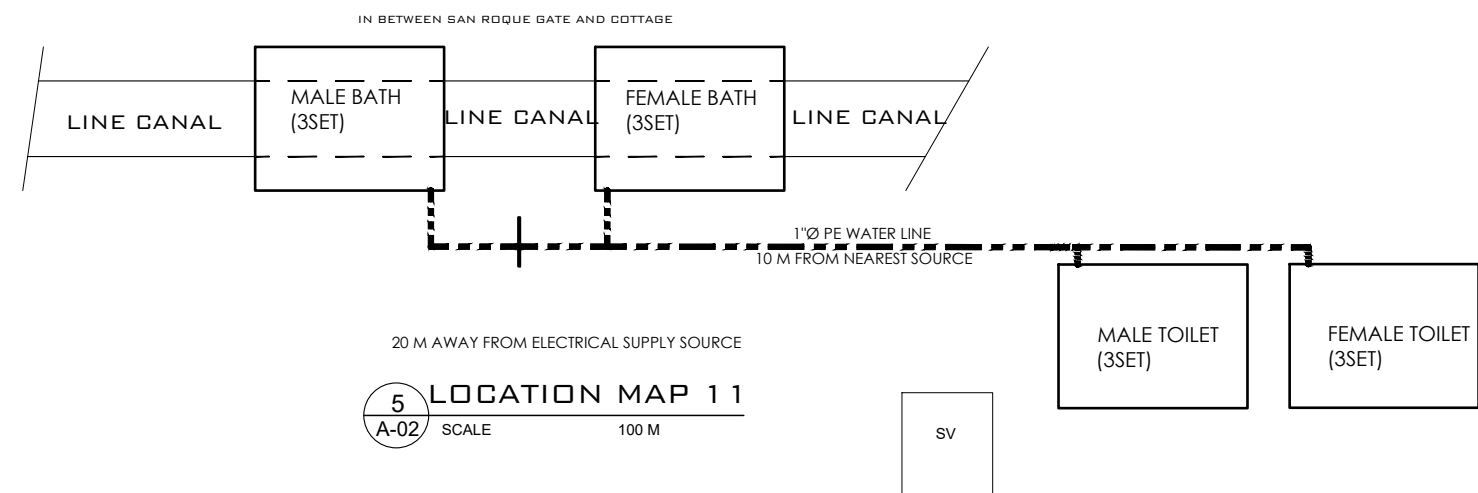 IN BETWEEN SAN ROQUE GATE AND COTTAGE
LINE CANAL
MALE BATH
(3SET)
LINE CANAL
FEMALE BATH
(3SET)
LINE CANAL
1"Ø PE WATER LINE
10 M FROM NEAREST SOURCE
MALE TOILET
(3SET)
FEMALE TOILET
(3SET)
20 M AWAY FROM ELECTRICAL SUPPLY SOURCE
5
A-02
LOCATION MAP 11
SCALE 100 M
SV